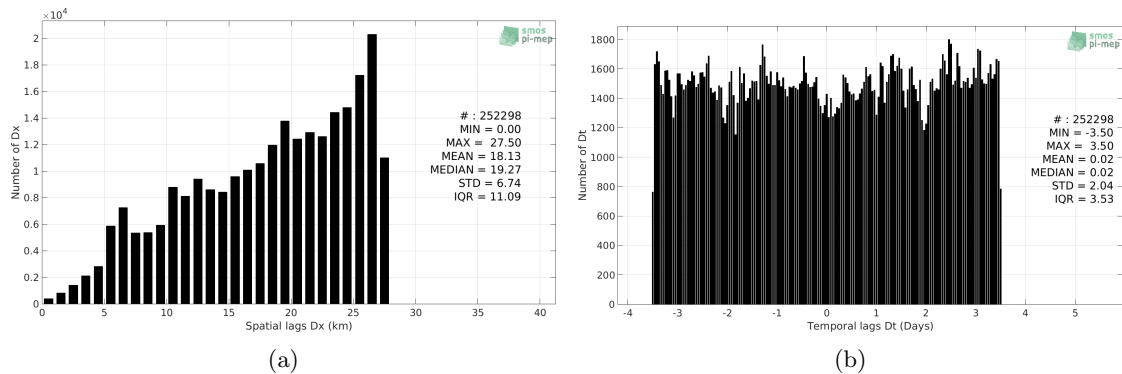 ×10⁴
2
1.8
1.6
1.4
1.2
1
0.8
0.6
0.4
0.2
0
Number of Dx
0 5 10 15 20 25 30 35 40
Spatial lags Dx (km)
smos
pi-mep
# : 252298
MIN = 0.00
MAX = 27.50
MEAN = 18.13
MEDIAN = 19.27
STD = 6.74
IQR = 11.09
(a)
1800
1600
1400
1200
1000
800
600
400
200
0
Number of Dt
-4 -3 -2 -1 0 1 2 3 4 5
Temporal lags Dt (Days)
smos
pi-mep
# : 252298
MIN = -3.50
MAX = 3.50
MEAN = 0.02
MEDIAN = 0.02
STD = 2.04
IQR = 3.53
(b)